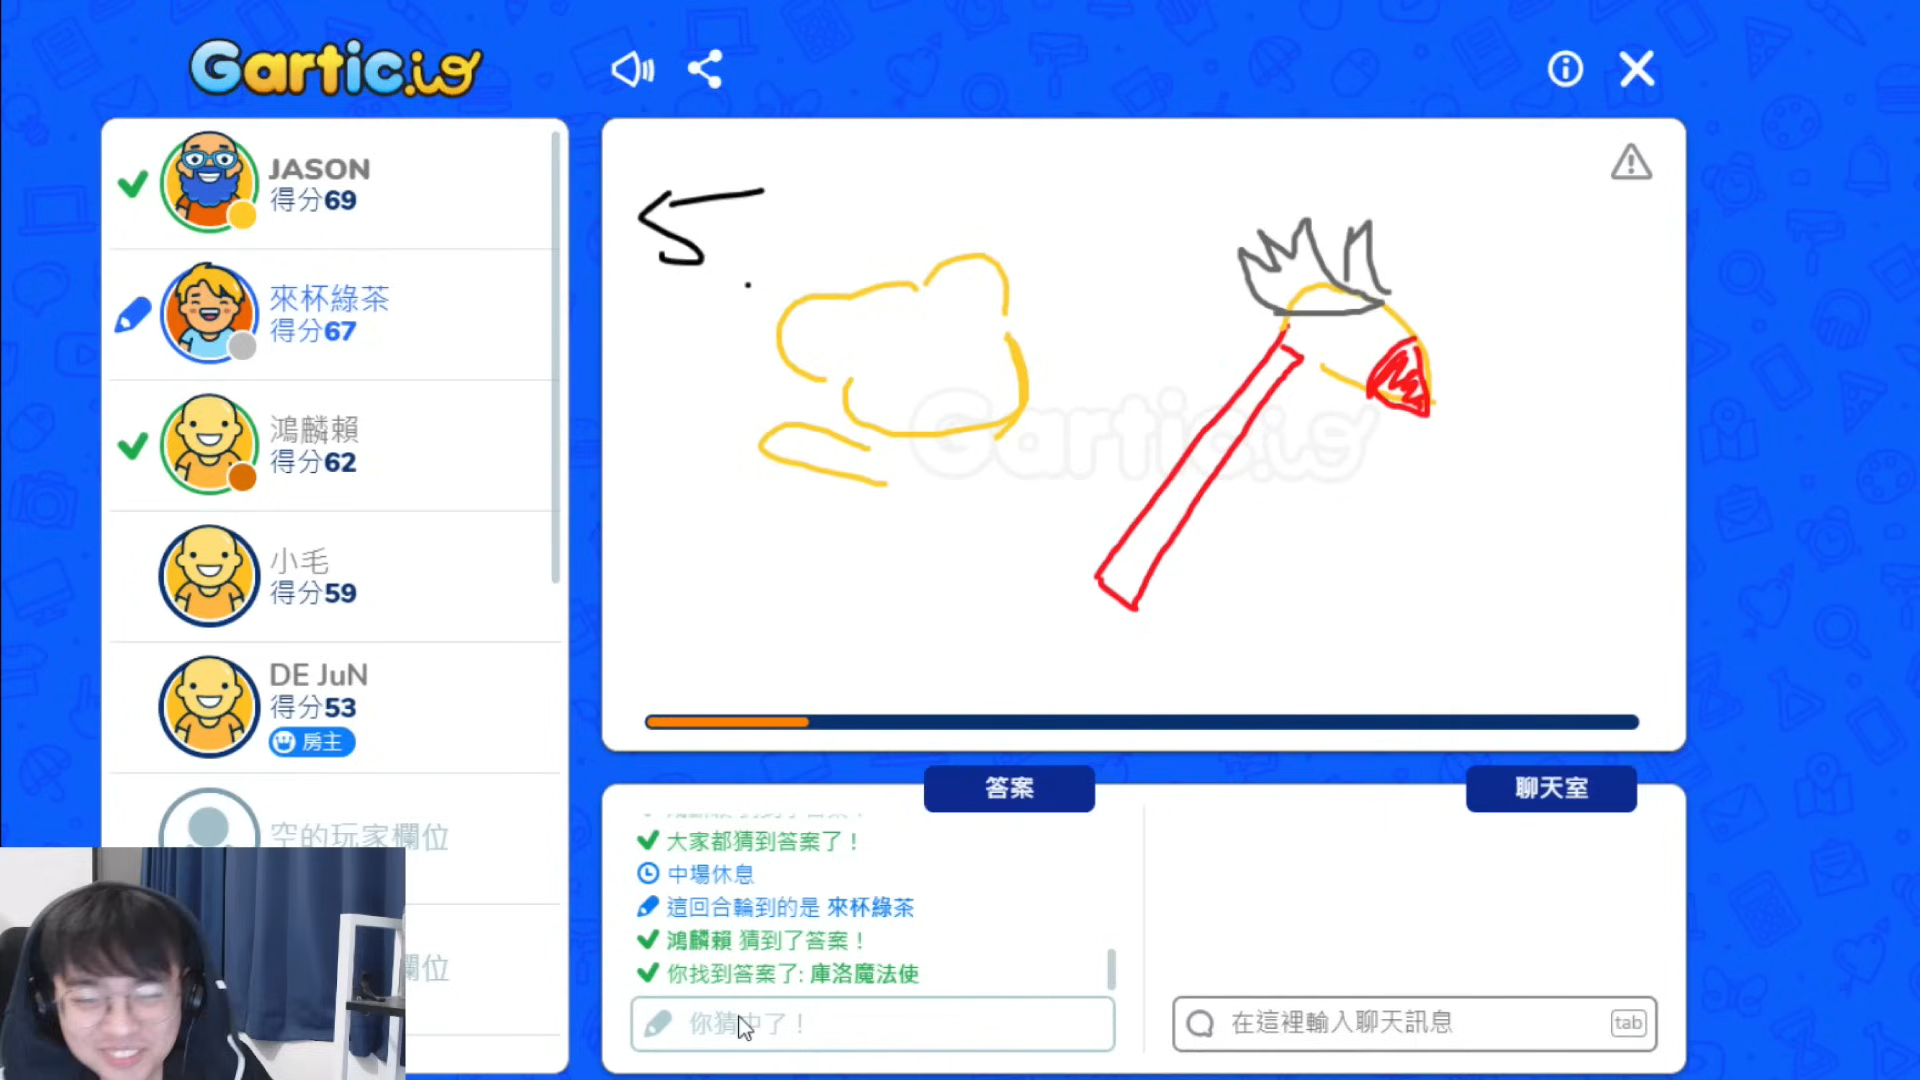 Gartic.io
JASON
得分69
來杯綠茶
得分67
鴻麟賴
得分62
小毛
得分59
DE JuN
得分53
房主
空的玩家欄位
欄位
Gartic.io
答案
聊天室
大家都猜到答案了！
中場休息
這回合輪到的是 來杯綠茶
鴻麟賴 猜到了答案！
你找到答案了: 庫洛魔法使
你猜中了！
在這裡輸入聊天訊息
tab